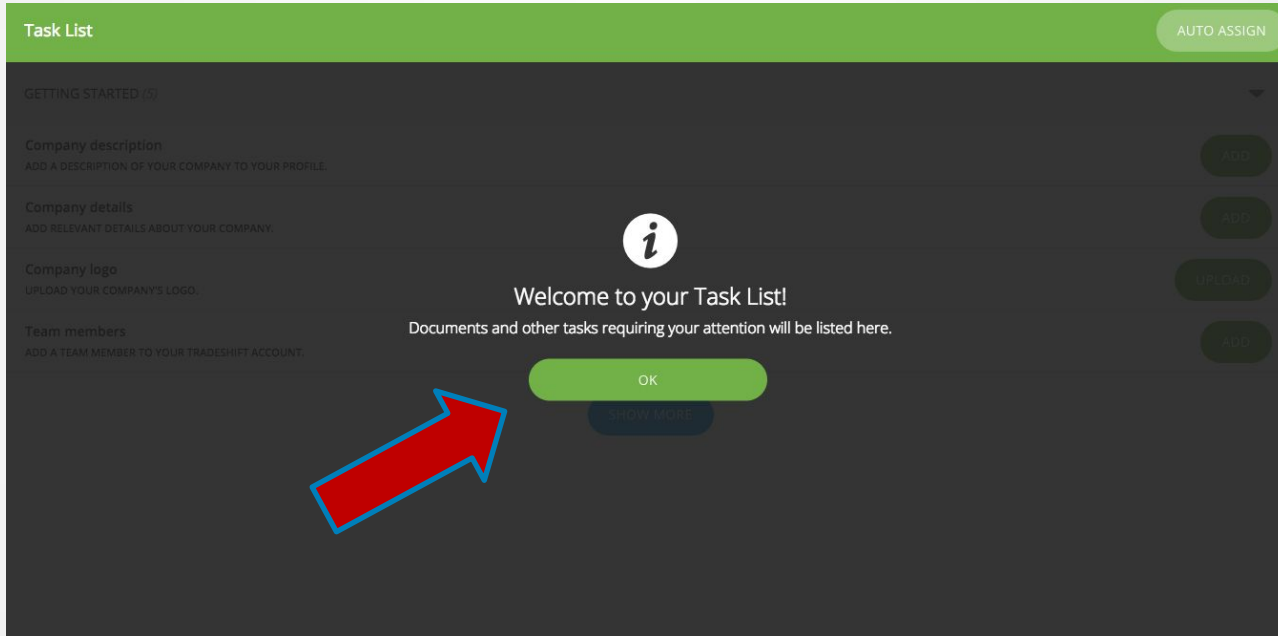 Task List
AUTO ASSIGN
GETTING STARTED (5)
Company description
ADD A DESCRIPTION OF YOUR COMPANY TO YOUR PROFILE.
ADD
Company details
ADD RELEVANT DETAILS ABOUT YOUR COMPANY.
ADD
Company logo
UPLOAD YOUR COMPANY'S LOGO.
UPLOAD
Team members
ADD A TEAM MEMBER TO YOUR TRADESHIFT ACCOUNT.
ADD
i
Welcome to your Task List!
Documents and other tasks requiring your attention will be listed here.
OK
SHOW MORE